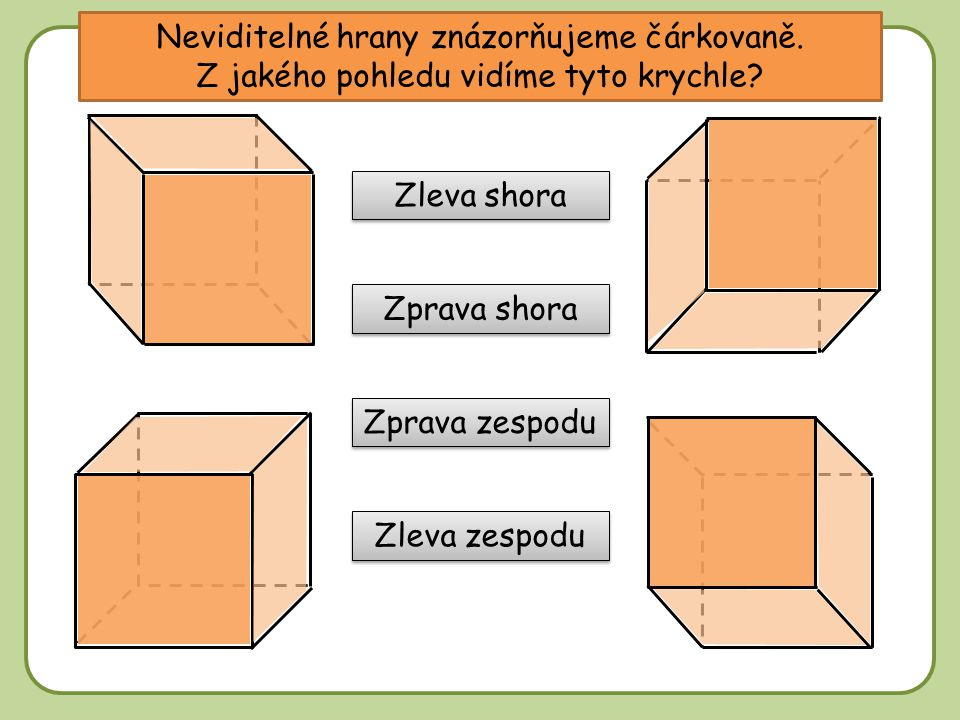 Neviditelné hrany znázorňujeme čárkovaně.
Z jakého pohledu vidíme tyto krychle?
Zleva shora
Zprava shora
Zprava zespodu
Zleva zespodu